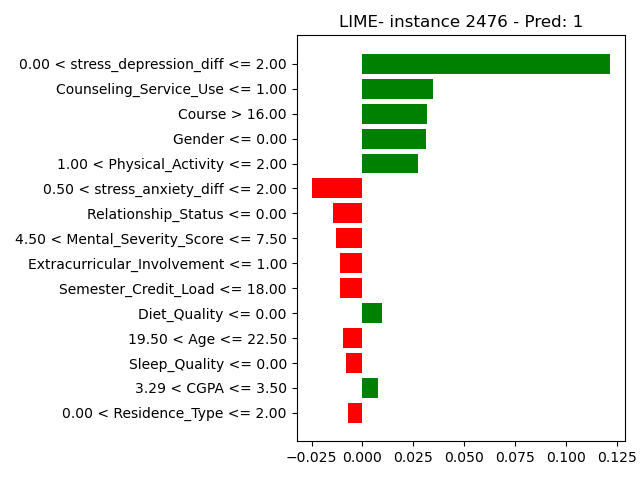 LIME- instance 2476 - Pred: 1
0.00 < stress_depression_diff <= 2.00
Counseling_Service_Use <= 1.00
Course > 16.00
Gender <= 0.00
1.00 < Physical_Activity <= 2.00
0.50 < stress_anxiety_diff <= 2.00
Relationship_Status <= 0.00
4.50 < Mental_Severity_Score <= 7.50
Extracurricular_Involvement <= 1.00
Semester_Credit_Load <= 18.00
Diet_Quality <= 0.00
19.50 < Age <= 22.50
Sleep_Quality <= 0.00
3.29 < CGPA <= 3.50
0.00 < Residence_Type <= 2.00
−0.025 0.000 0.025 0.050 0.075 0.100 0.125